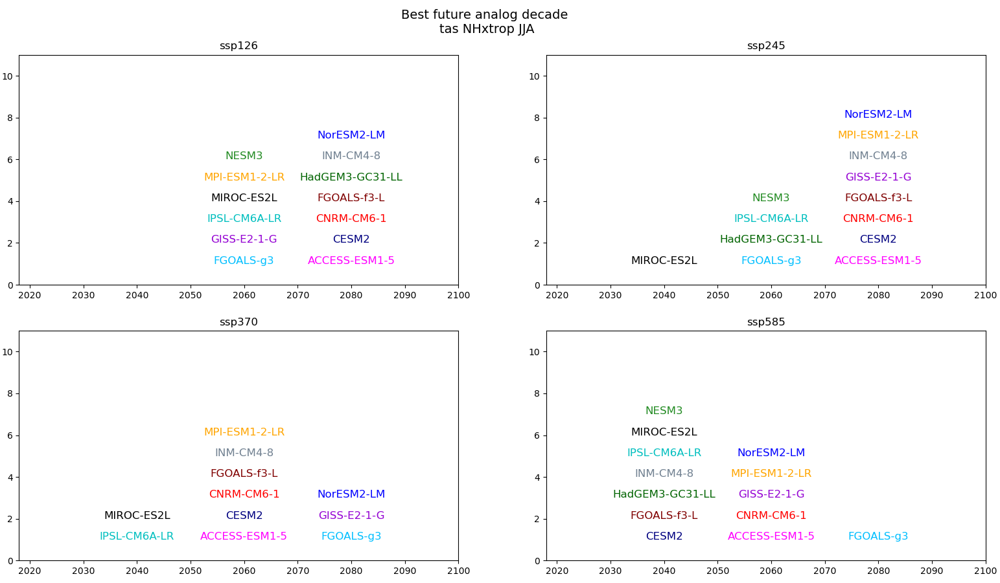 Best future analog decade
tas NHxtrop JJA
ssp126
10
8
6
4
2
0
NorESM2-LM
NESM3
INM-CM4-8
MPI-ESM1-2-LR
HadGEM3-GC31-LL
MIROC-ES2L
FGOALS-f3-L
IPSL-CM6A-LR
CNRM-CM6-1
GISS-E2-1-G
CESM2
FGOALS-g3
ACCESS-ESM1-5
2020 2030 2040 2050 2060 2070 2080 2090 2100
ssp245
10
8
6
4
2
0
NorESM2-LM
MPI-ESM1-2-LR
INM-CM4-8
GISS-E2-1-G
NESM3
FGOALS-f3-L
IPSL-CM6A-LR
CNRM-CM6-1
HadGEM3-GC31-LL
CESM2
MIROC-ES2L
FGOALS-g3
ACCESS-ESM1-5
2020 2030 2040 2050 2060 2070 2080 2090 2100
ssp370
10
8
6
4
2
0
MPI-ESM1-2-LR
INM-CM4-8
FGOALS-f3-L
CNRM-CM6-1
NorESM2-LM
MIROC-ES2L
CESM2
GISS-E2-1-G
IPSL-CM6A-LR
ACCESS-ESM1-5
FGOALS-g3
2020 2030 2040 2050 2060 2070 2080 2090 2100
ssp585
10
8
6
4
2
0
NESM3
MIROC-ES2L
IPSL-CM6A-LR
NorESM2-LM
INM-CM4-8
MPI-ESM1-2-LR
HadGEM3-GC31-LL
GISS-E2-1-G
FGOALS-f3-L
CNRM-CM6-1
CESM2
ACCESS-ESM1-5
FGOALS-g3
2020 2030 2040 2050 2060 2070 2080 2090 2100